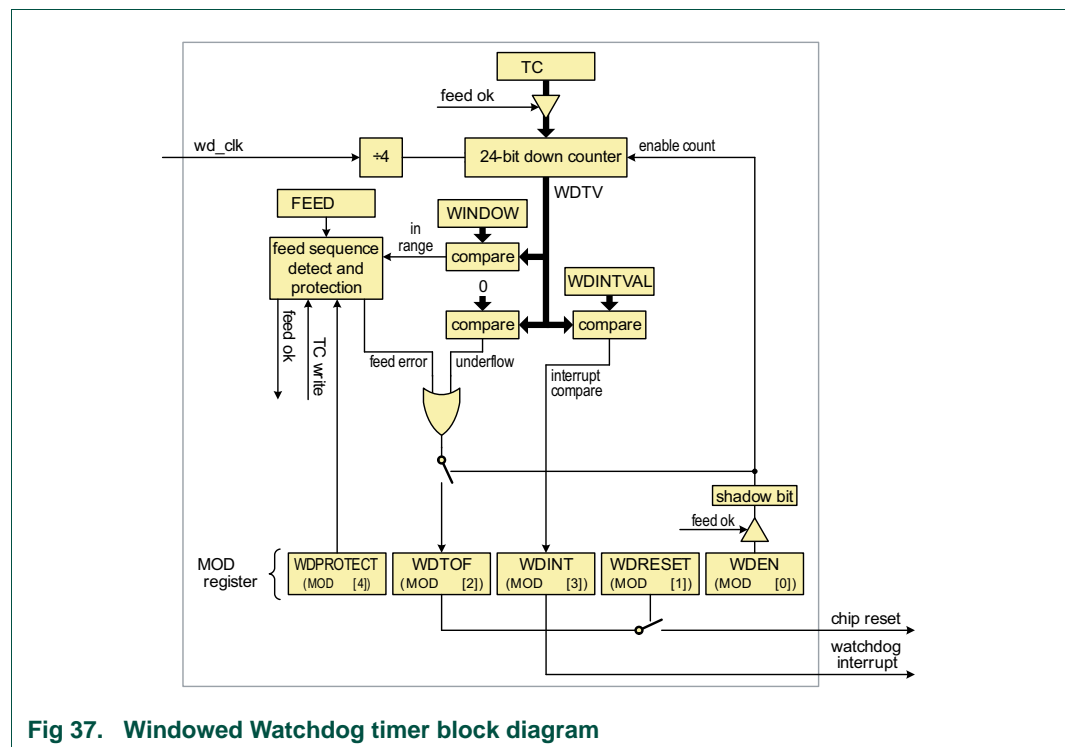 TC
feed ok
wd_clk
÷4
24-bit down counter
enable count
WDTV
FEED
WINDOW
in
range
feed sequence
detect and
protection
compare
WDINTVAL
0
compare
compare
feed ok
TC write
feed error
underflow
interrupt
compare
shadow bit
feed ok
MOD
register
WDPROTECT
(MOD [4])
WDTOF
(MOD [2])
WDINT
(MOD [3])
WDRESET
(MOD [1])
WDEN
(MOD [0])
chip reset
watchdog
interrupt
Fig 37. Windowed Watchdog timer block diagram